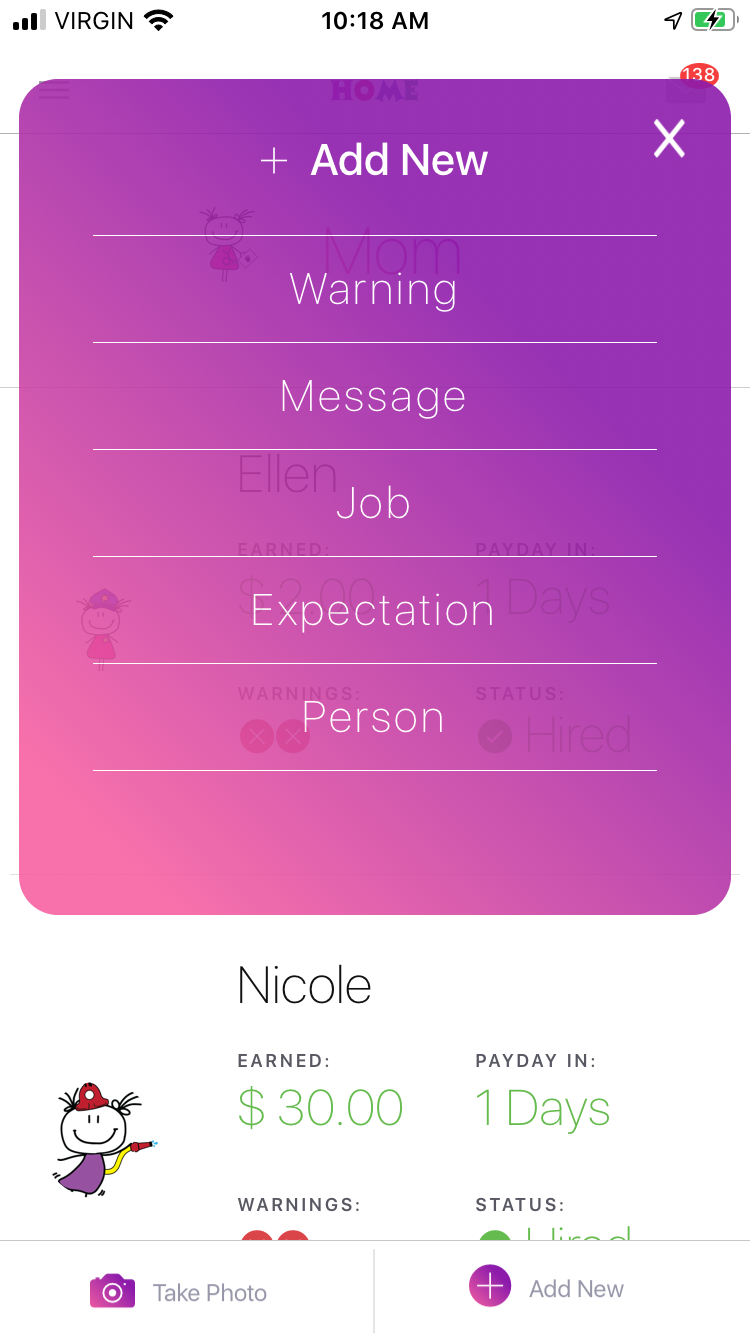 VIRGIN 10:18 AM
HOME 138
+ Add New X
Mom
Warning
Message
Ellen
Job
EARNED: PAYDAY IN:
$ 2.00 1 Days
Expectation
WARNINGS: STATUS:
Person
Hired
Nicole
EARNED: PAYDAY IN:
$ 30.00 1 Days
WARNINGS: STATUS:
Hired
Take Photo Add New